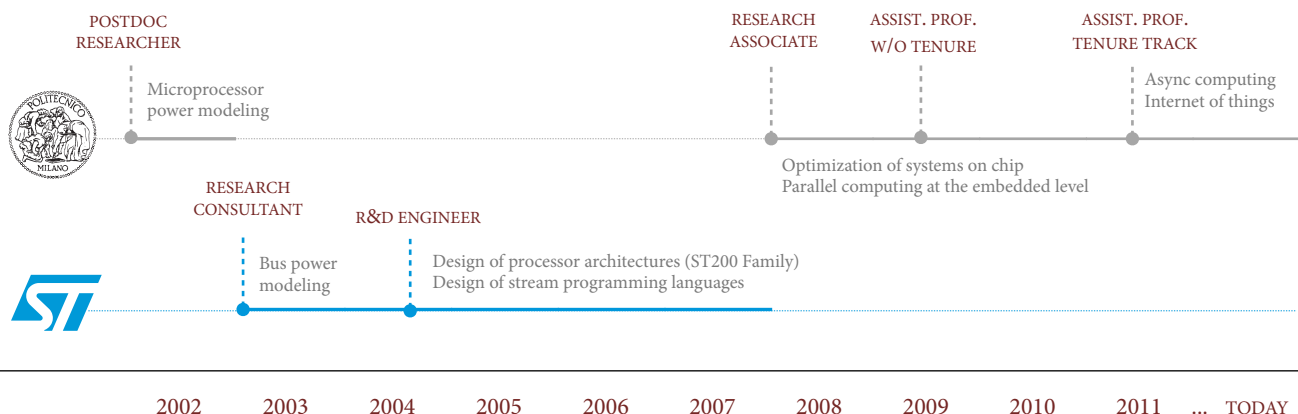 POSTDOC
RESEARCHER
RESEARCH
ASSOCIATE
ASSIST. PROF.
W/O TENURE
ASSIST. PROF.
TENURE TRACK
Microprocessor
power modeling
Async computing
Internet of things
POLITECNICO
MILANO
Optimization of systems on chip
Parallel computing at the embedded level
RESEARCH
CONSULTANT
R&D ENGINEER
Bus power
modeling
Design of processor architectures (ST200 Family)
Design of stream programming languages
ST
2002 2003 2004 2005 2006 2007 2008 2009 2010 2011 ... TODAY